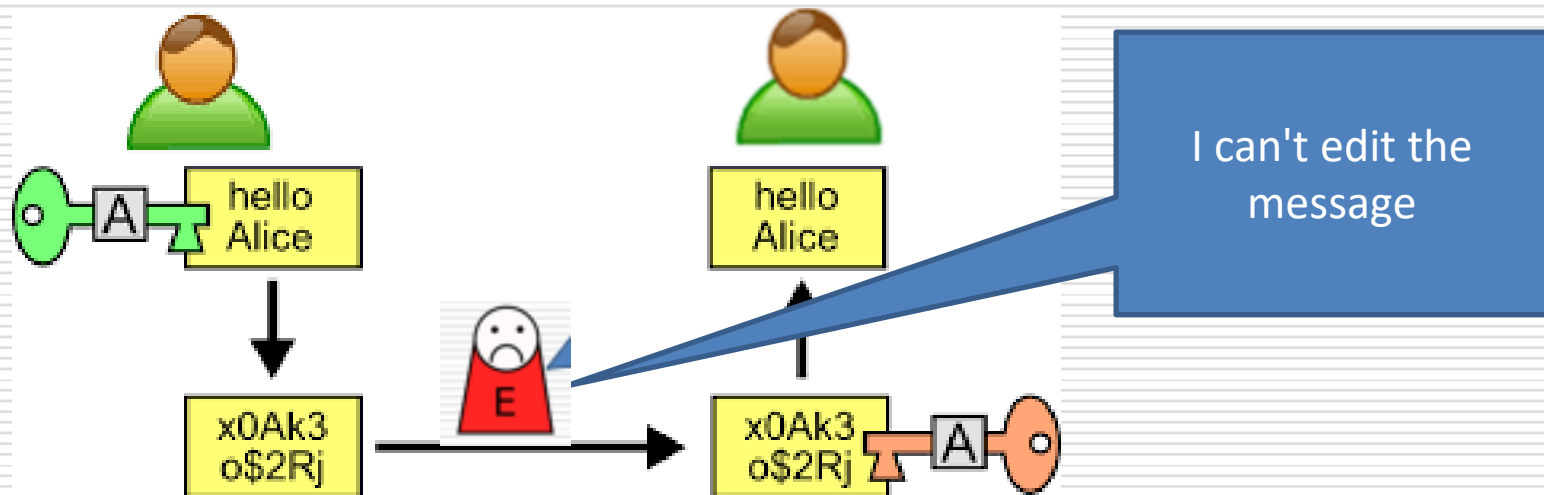 A
hello
Alice
hello
Alice
I can't edit the
message
E
x0Ak3
o$2Rj
x0Ak3
o$2Rj
A